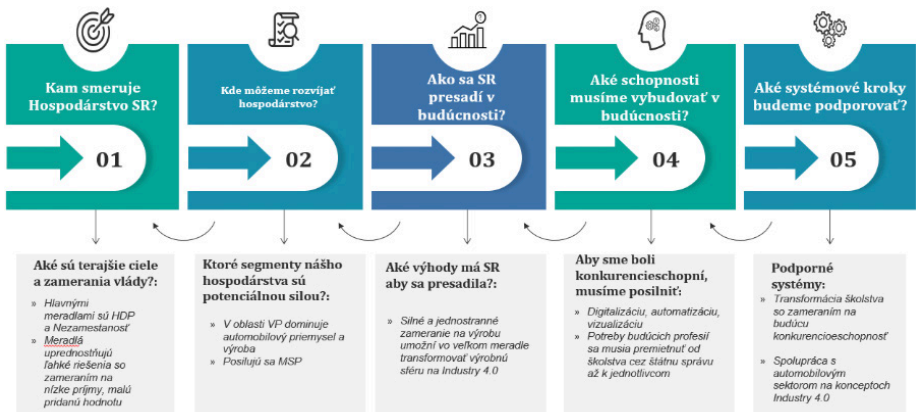 Kam smeruje
Hospodárstvo SR?
01
Kde môžeme rozvíjať
hospodárstvo?
02
Ako sa SR
presadí v
budúcnosti?
03
Aké schopnosti
musíme vybudovať v
budúcnosti?
04
Aké systémové kroky
budeme podporovať?
05
Aké sú terajšie ciele
a zamerania vlády?:
» Hlavnými
meradlami sú HDP
a Nezamestanosť
» Meradlá
uprednostňujú
ľahké riešenia so
zameraním na
nízke príjmy, malú
pridanú hodnotu
Ktoré segmenty nášho
hospodárstva sú
potenciálnou silou?:
» V oblasti VP dominuje
automobilový priemysel a
výroba
» Posilujú sa MSP
Aké výhody má SR
aby sa presadila?:
» Silné a jednostranné
zameranie na výrobu
umožní vo veľkom meradle
transformovať výrobnú
sféru na Industry 4.0
Aby sme boli
konkurencieschopní,
musíme posilniť:
» Digitalizáciu, automatizáciu,
vizualizáciu
» Potreby budúcich profesií
sa musia premietnuť od
školstva cez štátnu správu
až k jednotlivcom
Podporné
systémy:
» Transformácia školstva
so zameraním na
budúcu
konkurencioeschopnosť
» Spolupráca s
automobilovým
sektorom na konceptoch
Industry 4.0